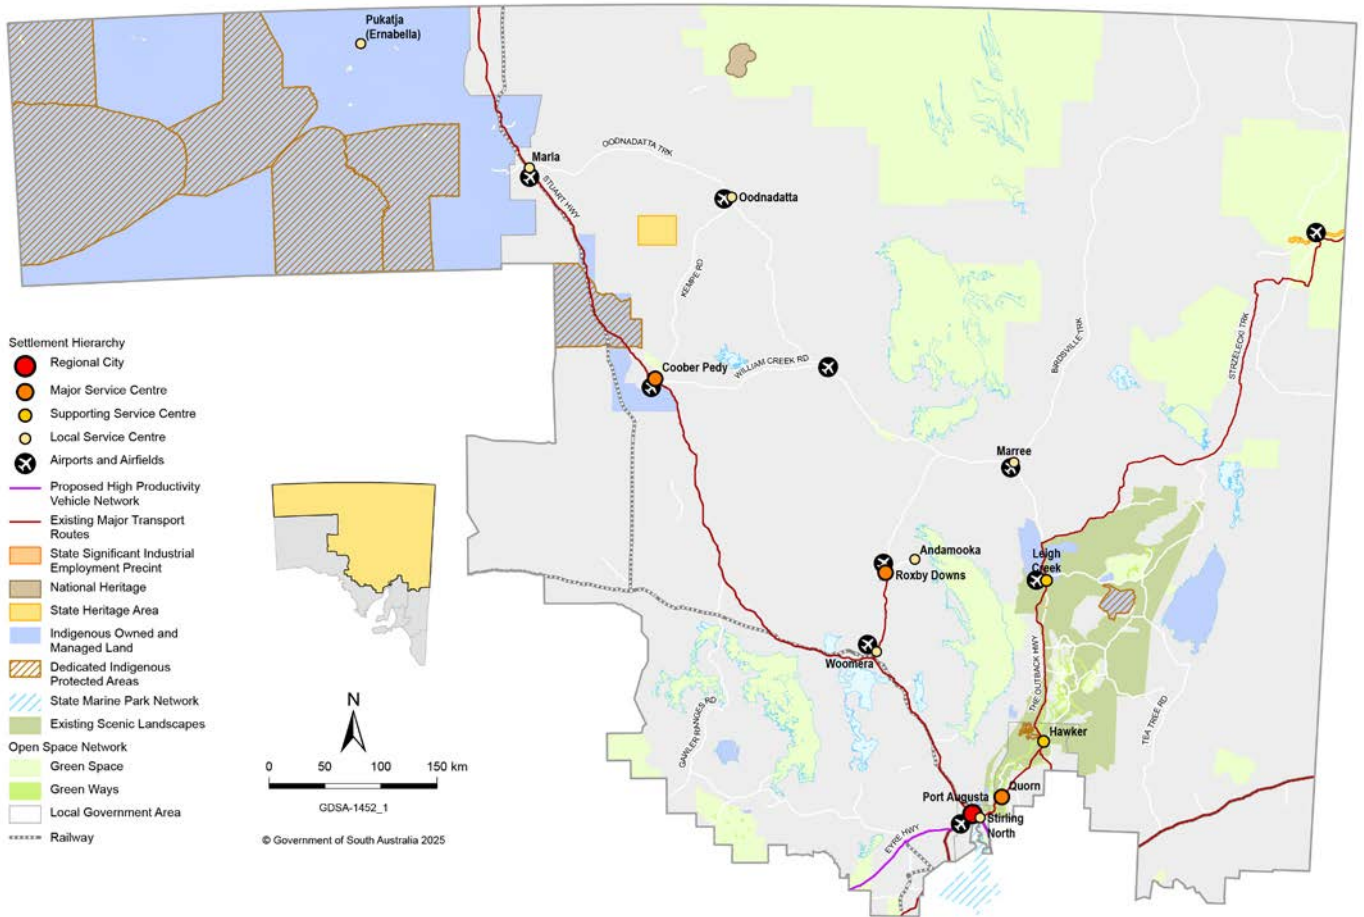 Pukatja
(Ernabella)
Marla
OODNADATTA TRK
STUART HWY
Oodnadatta
KEMPE RD
Coober Pedy
WILLIAM CREEK RD
BIRDSVILLE TRK
STRZELECKI TRK
Marree
Andamooka
Roxby Downs
Leigh
Creek
Woomera
THE OUTBACK HWY
GAWLER RANGES RD
TEA TREE RD
Hawker
Quorn
Port Augusta
Stirling
North
EYRE HWY
Settlement Hierarchy
Regional City
Major Service Centre
Supporting Service Centre
Local Service Centre
Airports and Airfields
Proposed High Productivity
Vehicle Network
Existing Major Transport
Routes
State Significant Industrial
Employment Precint
National Heritage
State Heritage Area
Indigenous Owned and
Managed Land
Dedicated Indigenous
Protected Areas
State Marine Park Network
Existing Scenic Landscapes
Open Space Network
Green Space
Green Ways
Local Government Area
Railway
N
0 50 100 150 km
GDSA-1452_1
© Government of South Australia 2025